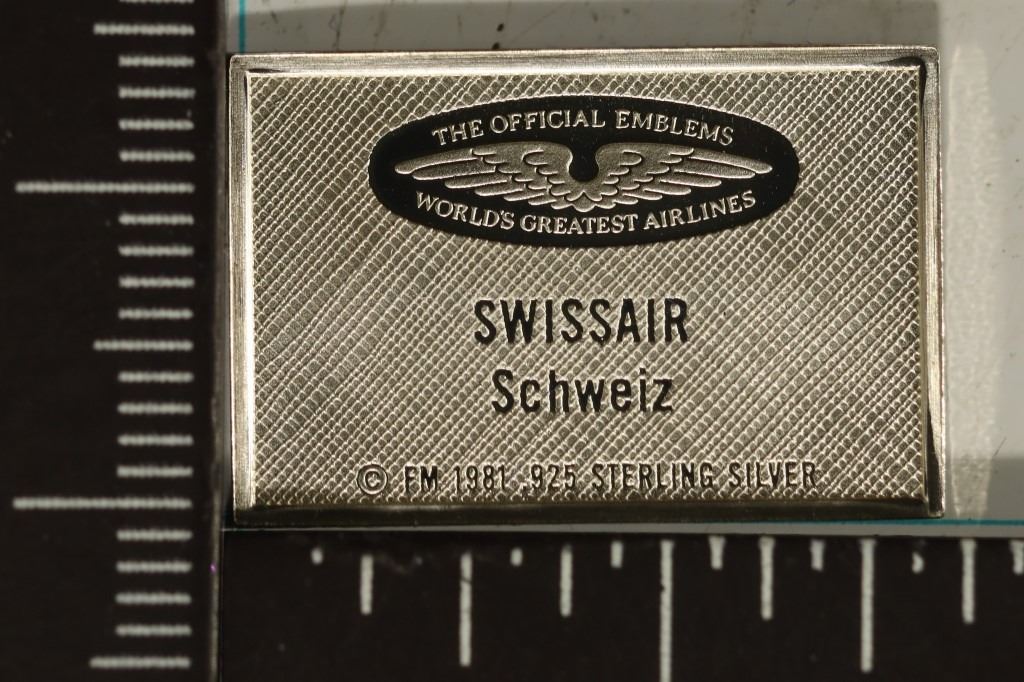 THE OFFICIAL EMBLEMS
WORLD'S GREATEST AIRLINES
SWISSAIR
Schweiz
© FM 1981 .925 STERLING SILVER